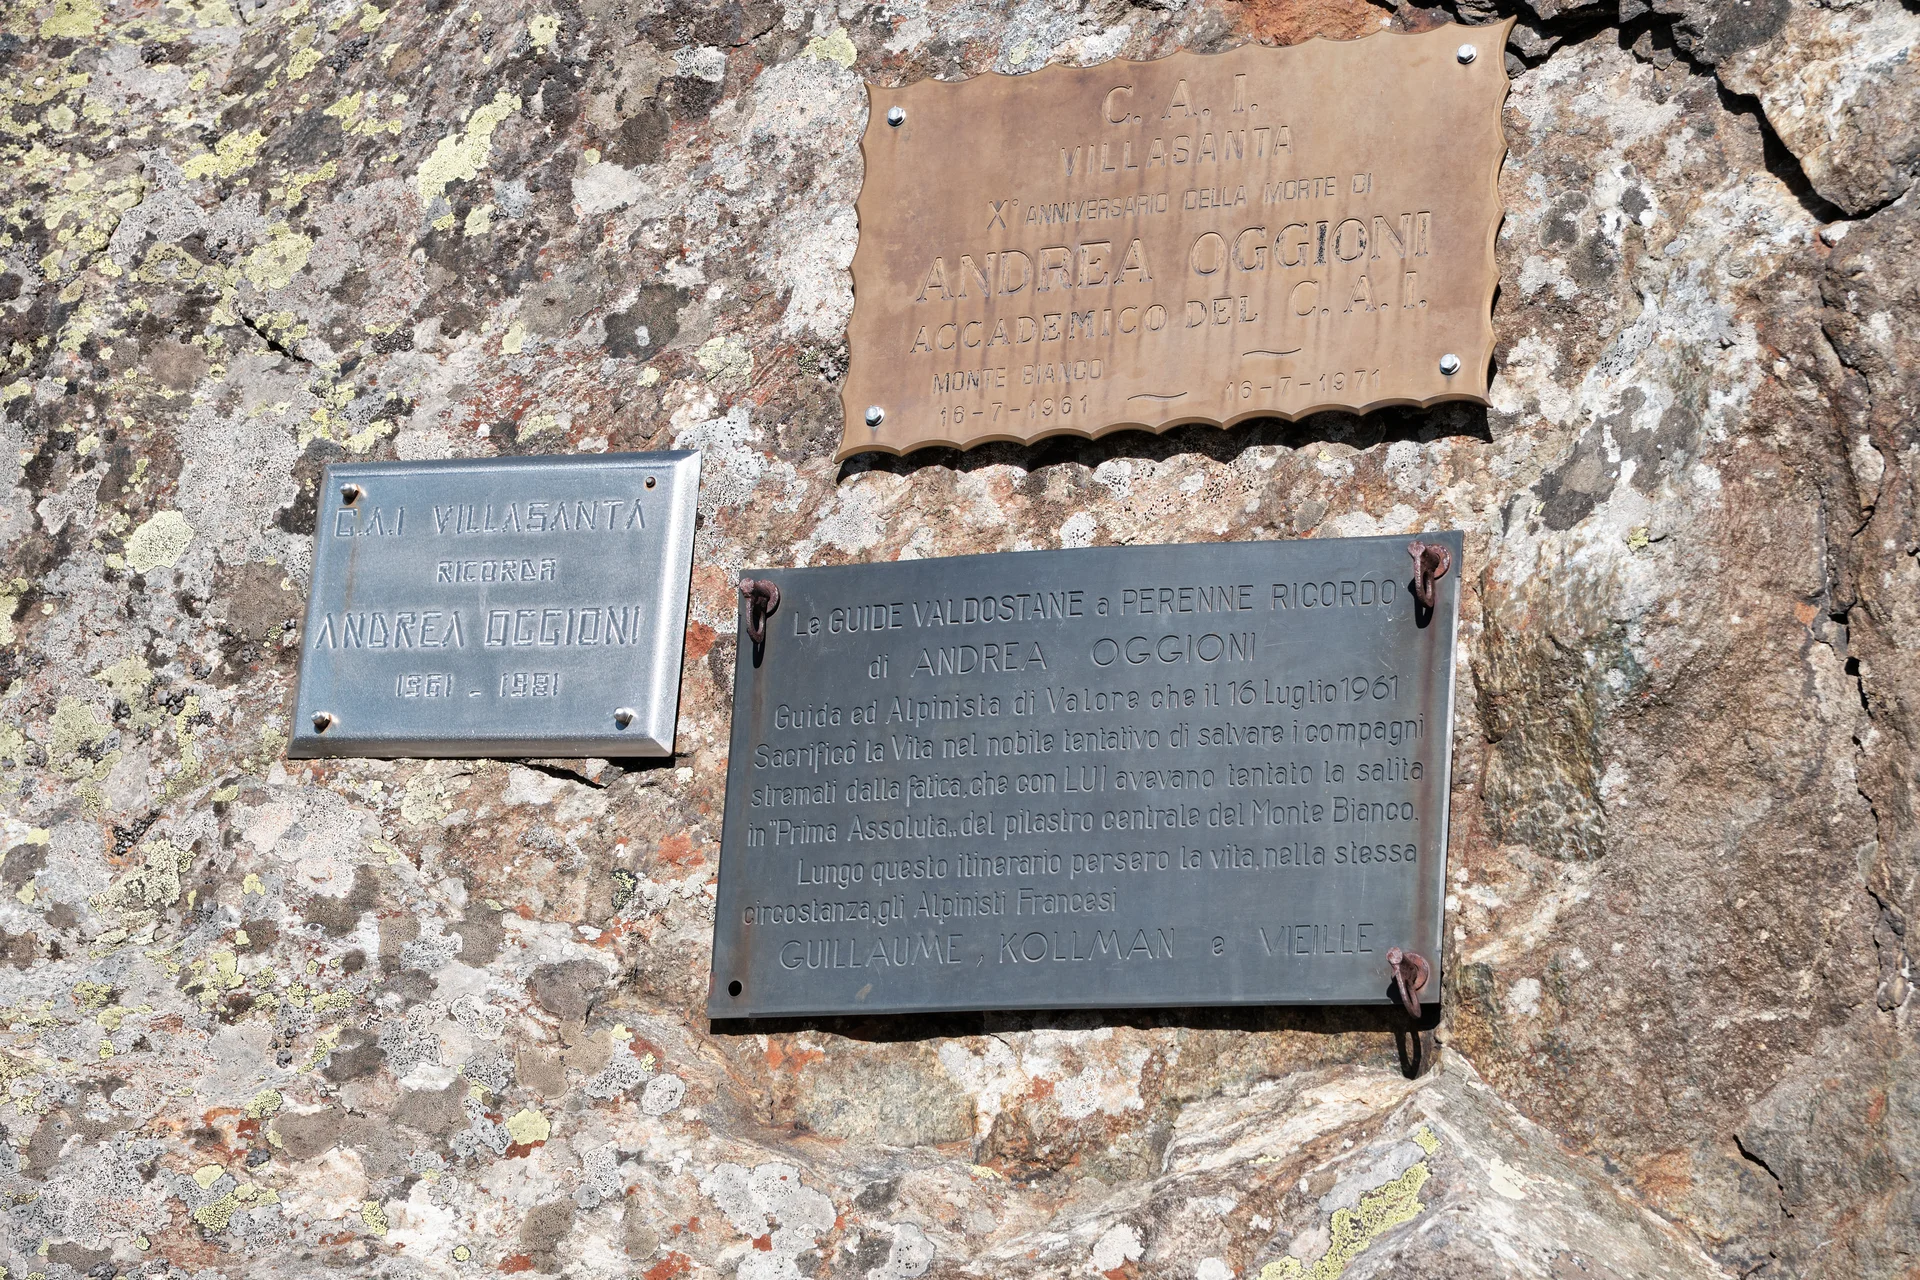 C. A. I.
VILLASANTA
X° ANNIVERSARIO DELLA MORTE DI
ANDREA OGGIONI
ACCADEMICO DEL C. A. I.
MONTE BIANCO
16-7-1961 — 16-7-1971
C.A.I VILLASANTA
RICORDA
ANDREA OGGIONI
1961 - 1981
Le GUIDE VALDOSTANE a PERENNE RICORDO
di ANDREA OGGIONI
Guida ed Alpinista di Valore che il 16 Luglio 1961
Sacrificò la Vita nel nobile tentativo di salvare i compagni
stremati dalla fatica, che con LUI avevano tentato la salita
in "Prima Assoluta„ del pilastro centrale del Monte Bianco.
Lungo questo itinerario persero la vita, nella stessa
circostanza, gli Alpinisti Francesi
GUILLAUME, KOLLMAN e VIEILLE